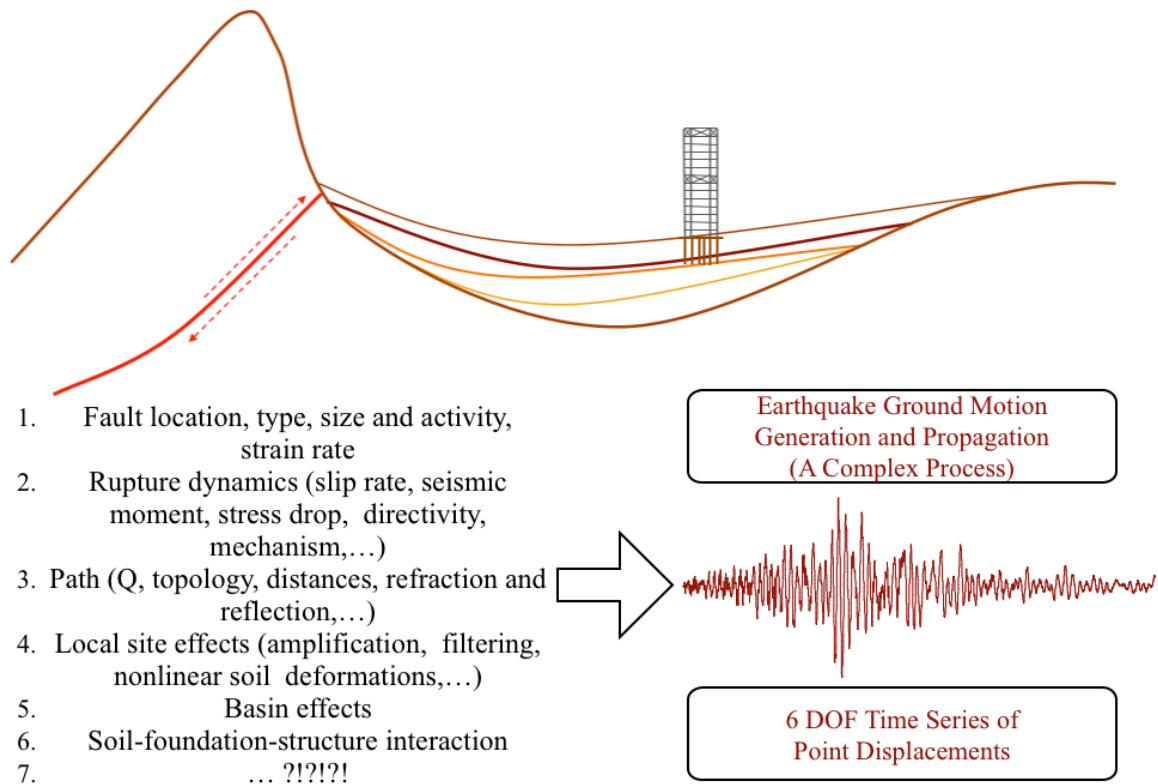 1. Fault location, type, size and activity,
strain rate
2. Rupture dynamics (slip rate, seismic
moment, stress drop, directivity,
mechanism,...)
3. Path (Q, topology, distances, refraction and
reflection,...)
4. Local site effects (amplification, filtering,
nonlinear soil deformations,...)
5. Basin effects
6. Soil-foundation-structure interaction
7. ... ?!?!?!
Earthquake Ground Motion
Generation and Propagation
(A Complex Process)
6 DOF Time Series of
Point Displacements